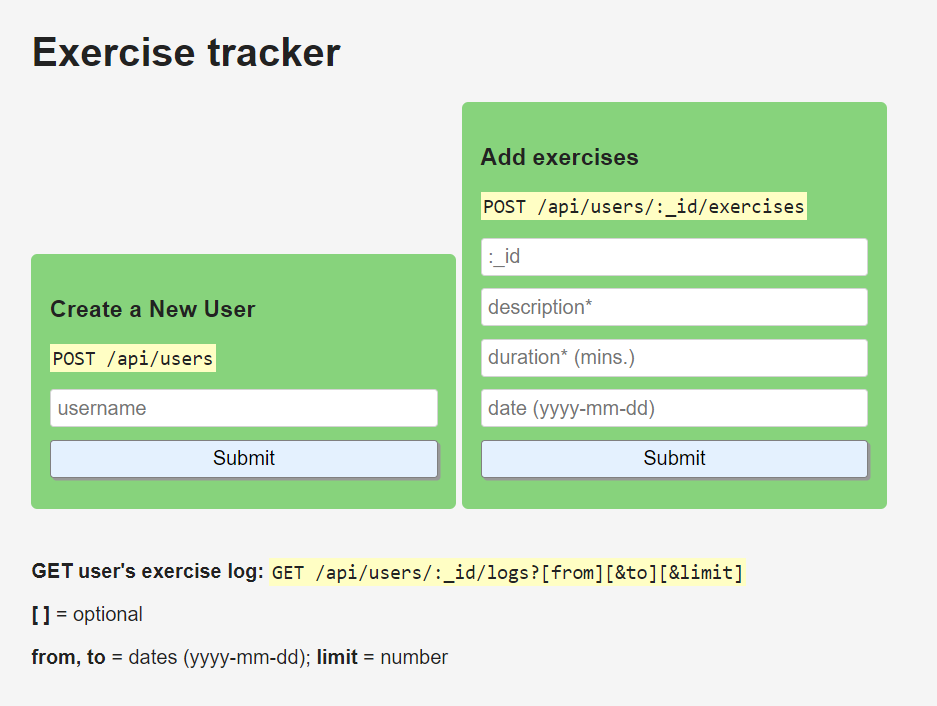 Exercise tracker
Create a New User
POST /api/users
username
Submit
Add exercises
POST /api/users/:_id/exercises
:_id
description*
duration* (mins.)
date (yyyy-mm-dd)
Submit
GET user's exercise log: GET /api/users/:_id/logs?[from][&to][&limit]
[ ] = optional
from, to = dates (yyyy-mm-dd); limit = number